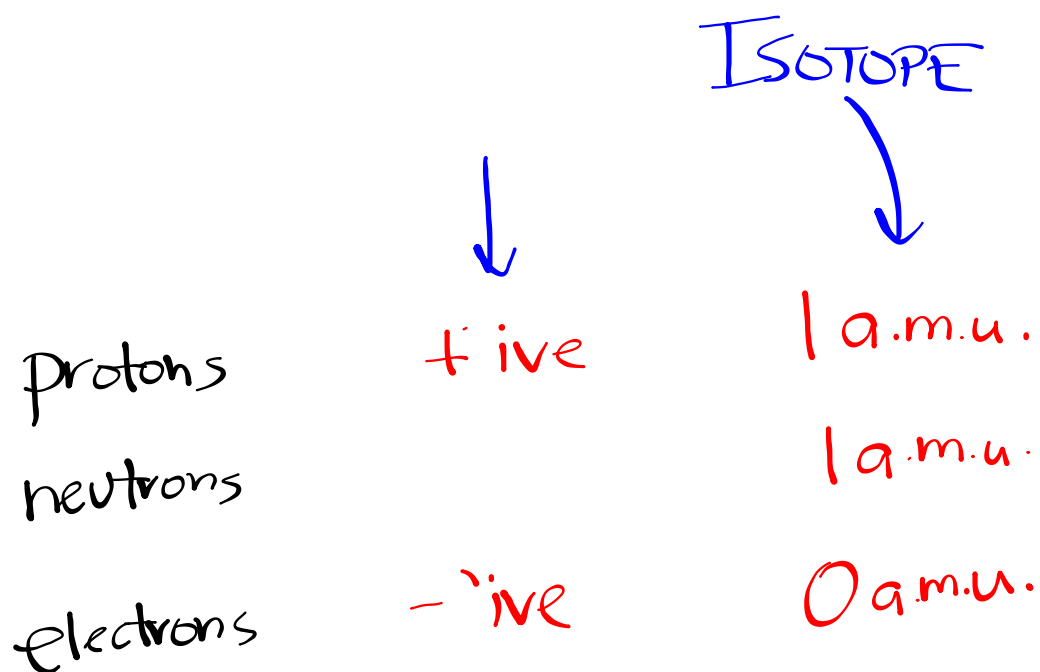 ISOTOPE
protons + ive 1 a.m.u.
neutrons 1 a.m.u.
electrons - ive 0 a.m.u.